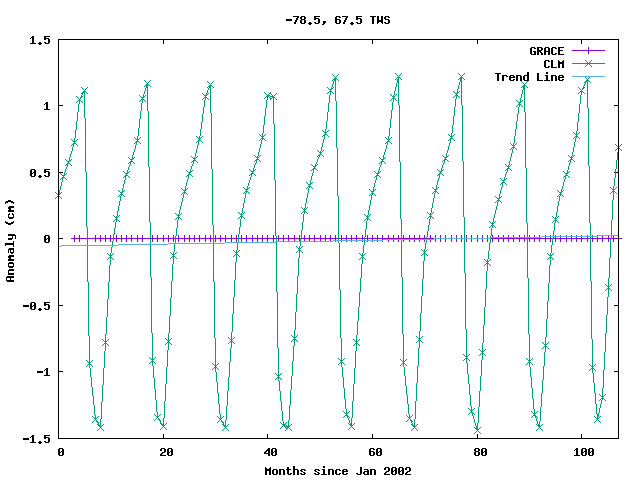 -78.5, 67.5 TWS
GRACE
CLM
Trend Line
1.5
1
0.5
0
-0.5
-1
-1.5
Anomaly (cm)
0 20 40 60 80 100
Months since Jan 2002